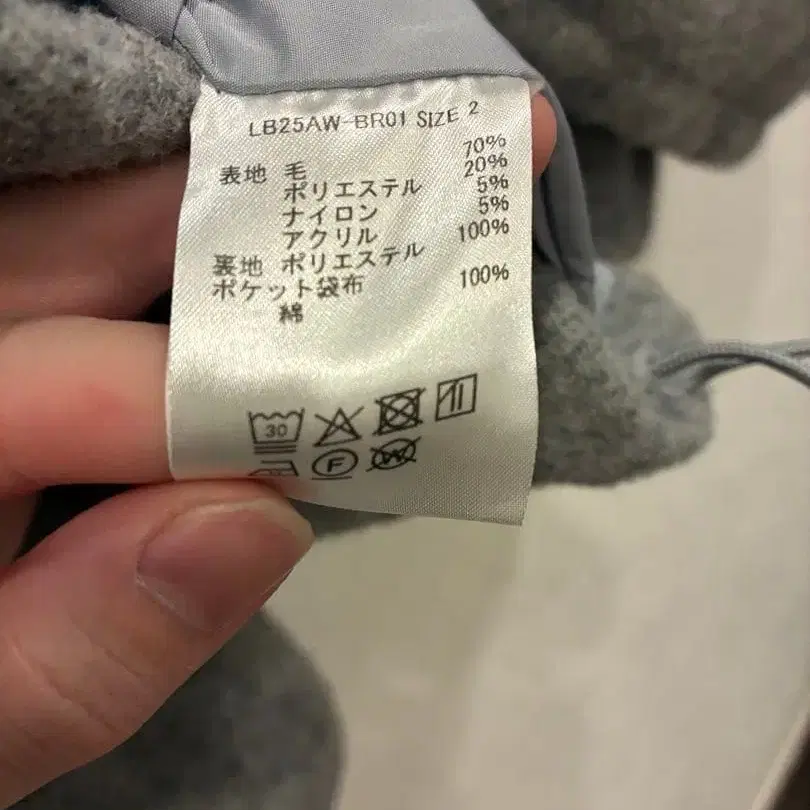 LB25AW-BR01 SIZE 2
表地 毛 70%
ポリエステル 20%
ナイロン 5%
アクリル 5%
裏地 ポリエステル 100%
ポケット袋布
綿 100%
30
F
W